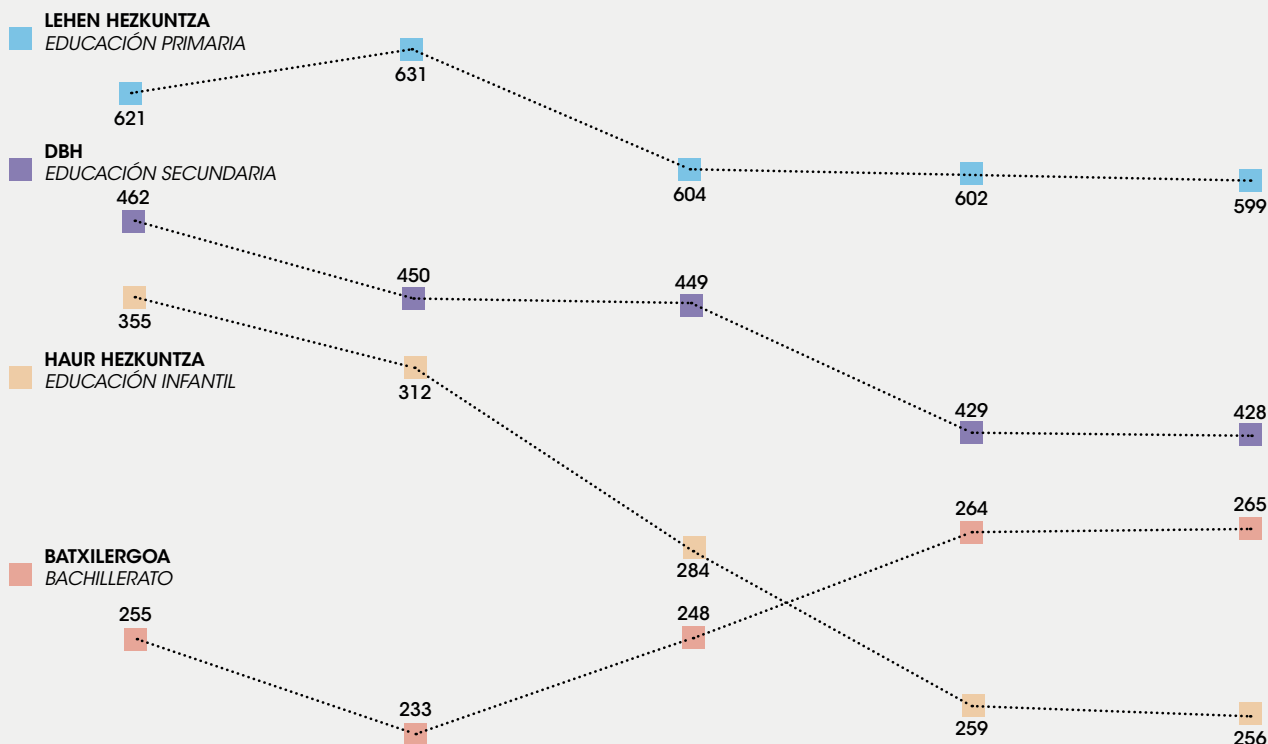 LEHEN HEZKUNTZA
EDUCACIÓN PRIMARIA
621
631
604
602
599
DBH
EDUCACIÓN SECUNDARIA
462
450
449
429
428
355
312
HAUR HEZKUNTZA
EDUCACIÓN INFANTIL
284
259
256
BATXILERGOA
BACHILLERATO
255
233
248
264
265